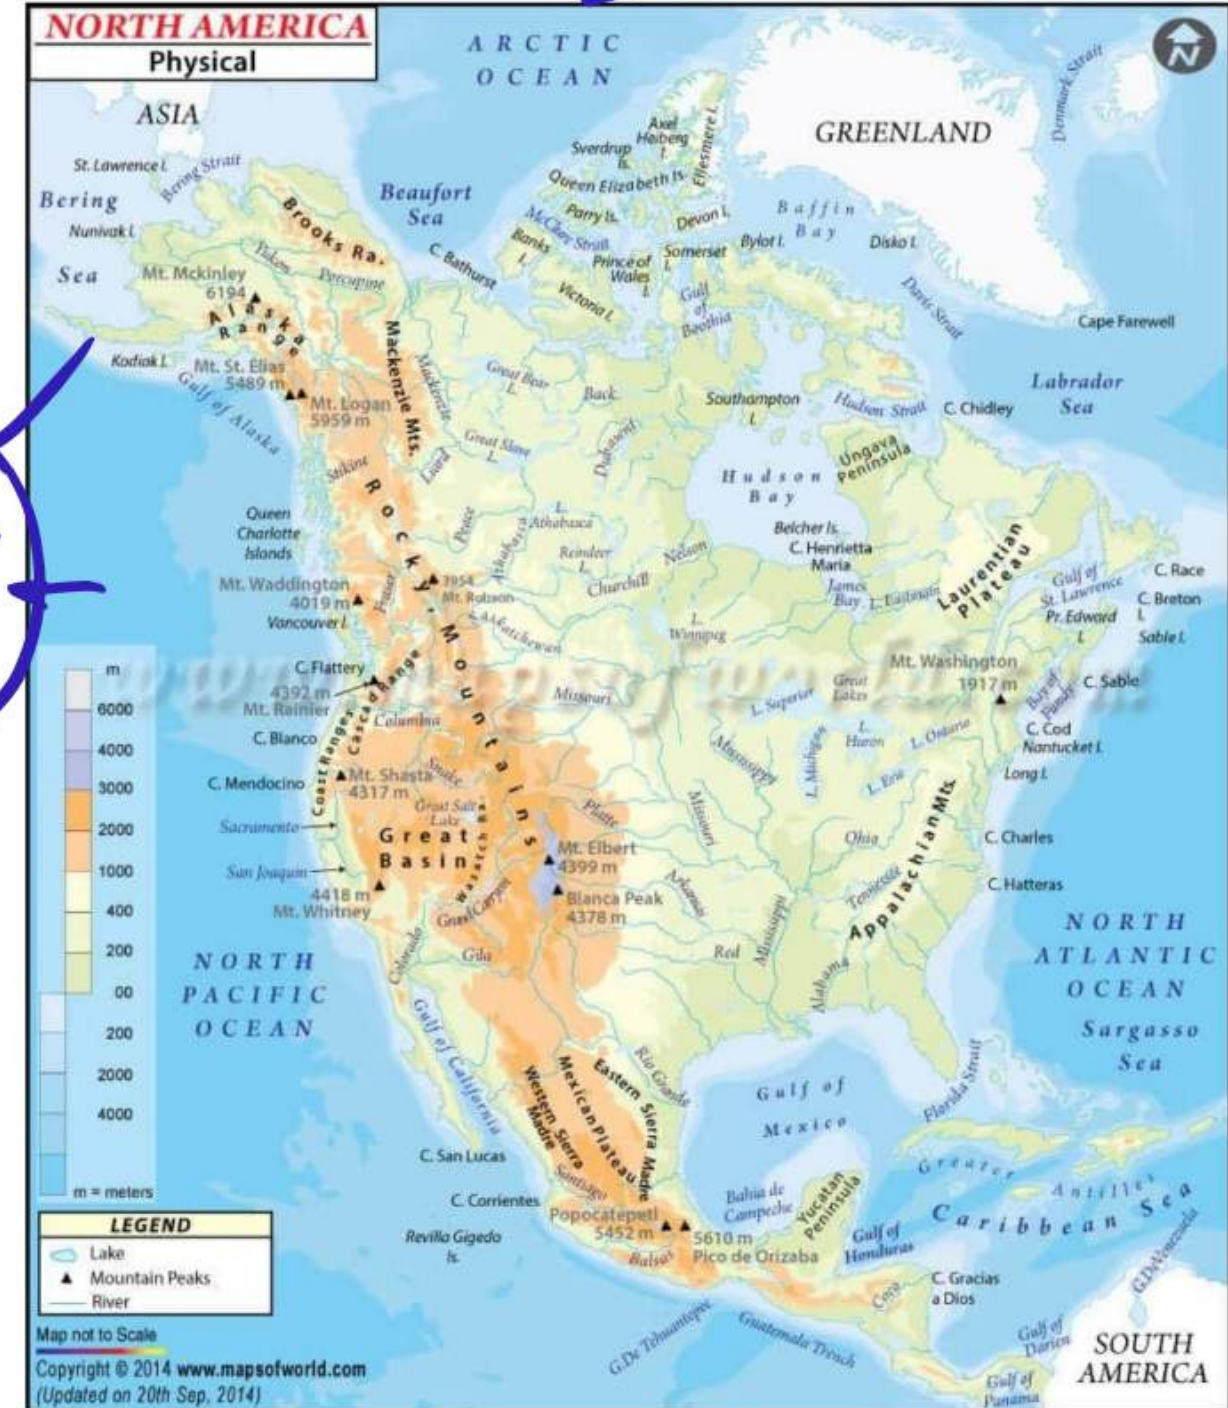 NORTH AMERICA
Physical
ARCTIC
OCEAN
ASIA
GREENLAND
Denmark Strait
St. Lawrence I.
Bering Strait
Bering
Sea
Nunivak I.
Beaufort
Sea
Axel
Heiberg
I.
Sverdrup
Is.
Ellesmere I.
Queen Elizabeth Is.
Parry Is.
Devon I.
McClure Strait
Banks
I.
Prince of
Wales
I.
Somerset
I.
Bylot I.
Baffin
Bay
Disko I.
Davis Strait
Cape Farewell
Brooks Ra.
C. Bathurst
Victoria I.
Gulf
of
Boothia
Yukon
Porcupine
Mt. Mckinley
6194
Alaska
Range
Kodiak I.
Mt. St. Elias
5489 m
Gulf of Alaska
Mt. Logan
5959 m
Mackenzie Mts.
Mackenzie
Great Bear
L.
Back
Southampton
I.
Hudson Strait
C. Chidley
Labrador
Sea
Great Slave
L.
Dubawnt
Liard
Stikine
Ungava
Peninsula
Hudson
Bay
Queen
Charlotte
Islands
Rocky Mountains
Peace
Athabasca
L.
Athabasca
Reindeer
L.
Nelson
Churchill
Belcher Is.
C. Henrietta
Maria
James
Bay
L. Eastmain
Laurentian
Plateau
Gulf of
St. Lawrence
C. Race
C. Breton
I.
Pr. Edward
I.
Sable I.
Mt. Waddington
4019 m
Vancouver I.
Fraser
3954
Mt. Robson
Saskatchewan
L.
Winnipeg
www.mapsofworld.com
m
6000
4000
3000
2000
1000
400
200
00
200
2000
4000
m = meters
C. Flattery
4392 m
Mt. Rainier
Cascade Range
Coast Ranges
Columbia
C. Blanco
C. Mendocino
Mt. Shasta
4317 m
Snake
Great Salt
Lake
Great
Basin
Wasatch Ra.
Sacramento
San Joaquin
4418 m
Mt. Whitney
Grand Canyon
Colorado
Gila
Missouri
Mississippi
Missouri
Platte
Mt. Elbert
4399 m
Blanca Peak
4378 m
Arkansas
Red
Mississippi
L. Superior
Great
Lakes
L. Michigan
L.
Huron
L. Ontario
L. Erie
Mt. Washington
1917 m
Bay of
Fundy
C. Sable
C. Cod
Nantucket I.
Long I.
Ohio
Tennessee
Appalachian Mts.
Alabama
C. Charles
C. Hatteras
NORTH
PACIFIC
OCEAN
NORTH
ATLANTIC
OCEAN
Sargasso
Sea
Gulf of California
Western Sierra
Madre
Mexican Plateau
Eastern Sierra Madre
Rio Grande
Gulf of
Mexico
Florida Strait
C. San Lucas
C. Corrientes
Santiago
Revilla Gigedo
Is.
Popocatepetl
5452 m
5610 m
Pico de Orizaba
Balsas
Bahia de
Campeche
Yucatan
Peninsula
Gulf of
Honduras
Greater
Antilles
Caribbean Sea
G.De Venezuela
C. Gracias
a Dios
Coco
G.De Tehuantepec
Guatemala Trench
Gulf of
Darien
Gulf of
Panama
SOUTH
AMERICA
LEGEND
Lake
Mountain Peaks
River
Map not to Scale
Copyright © 2014 www.mapsofworld.com
(Updated on 20th Sep, 2014)